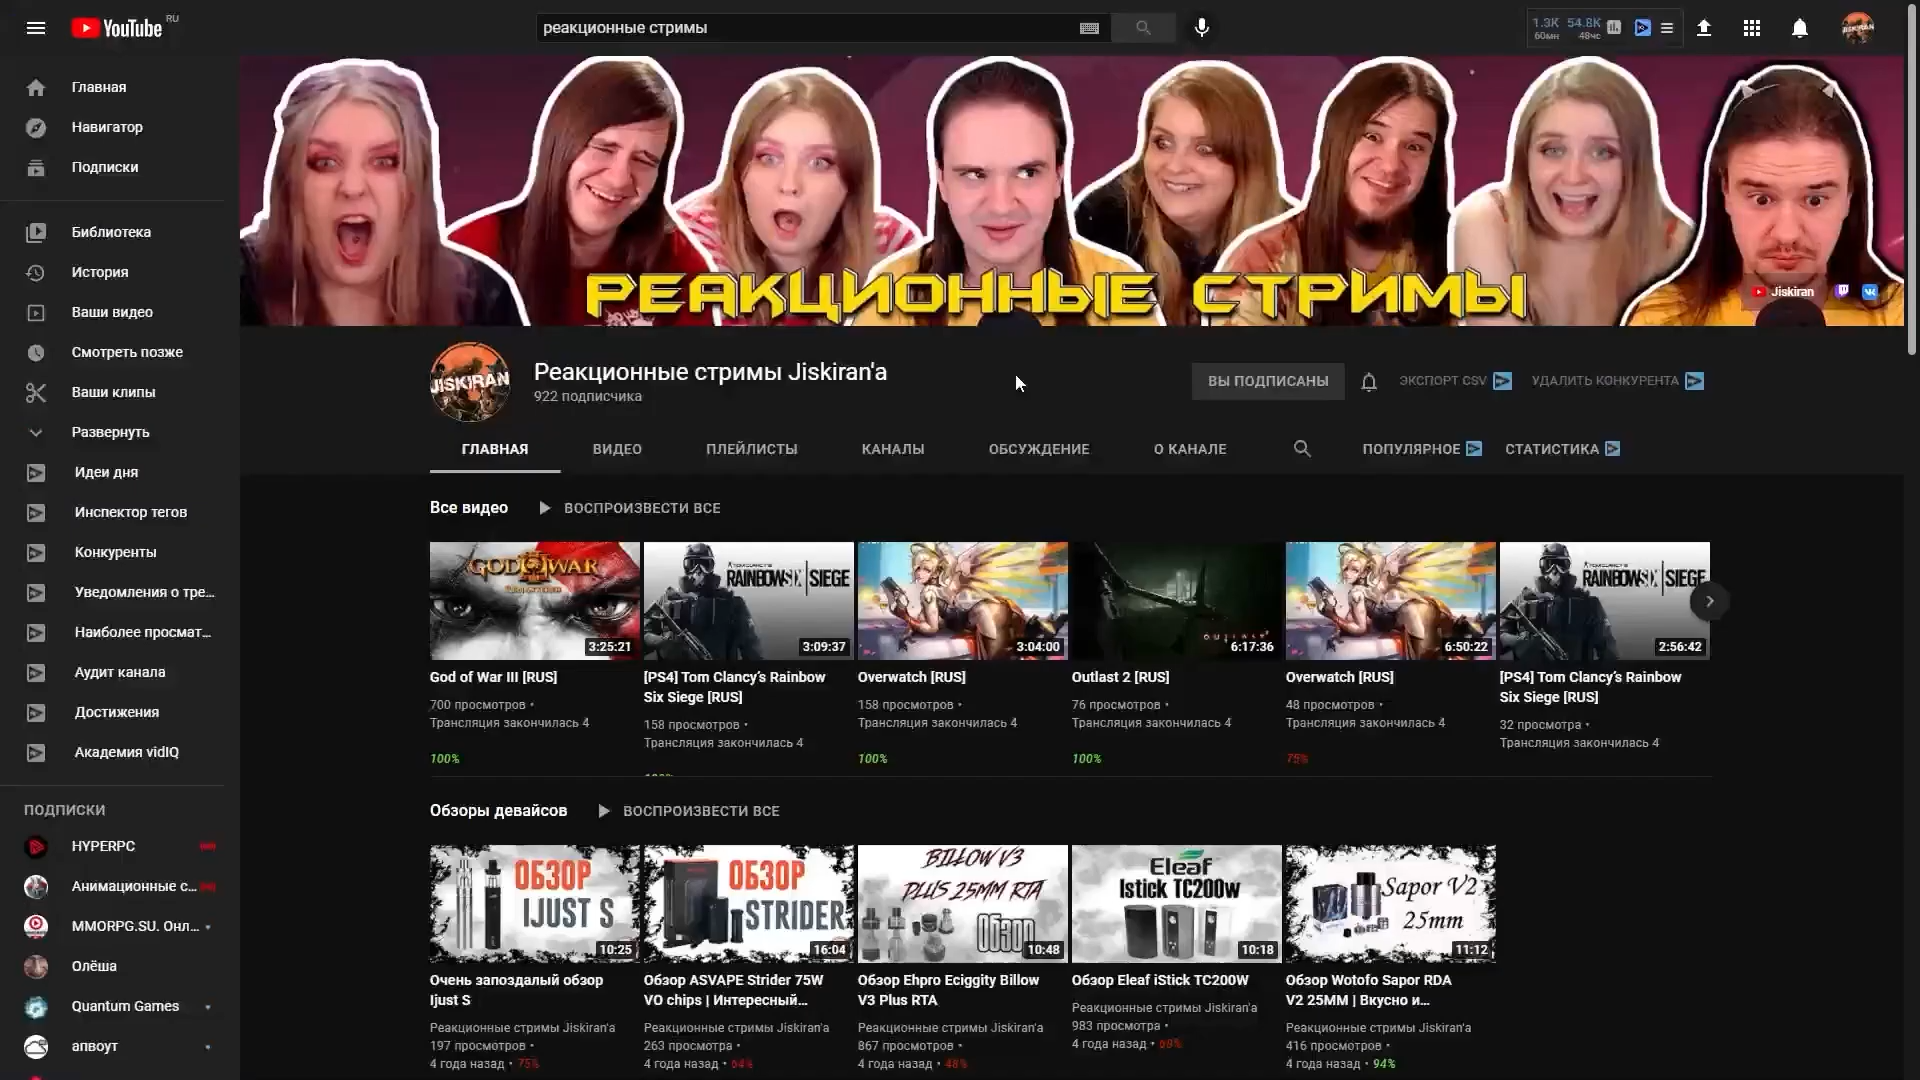 YouTube RU
реакционные стримы
1.3K 54.8K
60мн 48чс
Главная
Навигатор
Подписки
Библиотека
История
Ваши видео
Смотреть позже
Ваши клипы
Развернуть
Идеи дня
Инспектор тегов
Конкуренты
Уведомления о тре...
Наиболее просмат...
Аудит канала
Достижения
Академия vidIQ
ПОДПИСКИ
HYPERPC
Анимационные с...
MMORPG.SU. Онл...
Олёша
Quantum Games
апвоут
РЕАКЦИОННЫЕ СТРИМЫ
Jiskiran
JISKIRAN
Реакционные стримы Jiskiran'а
922 подписчика
ВЫ ПОДПИСАНЫ
ЭКСПОРТ CSV
УДАЛИТЬ КОНКУРЕНТА
ГЛАВНАЯ ВИДЕО ПЛЕЙЛИСТЫ КАНАЛЫ ОБСУЖДЕНИЕ О КАНАЛЕ ПОПУЛЯРНОЕ СТАТИСТИКА
Все видео ВОСПРОИЗВЕСТИ ВСЕ
GOD OF WAR III
3:25:21
God of War III [RUS]
700 просмотров •
Трансляция закончилась 4
100%
RAINBOW SIX | SIEGE
3:09:37
[PS4] Tom Clancy’s Rainbow
Six Siege [RUS]
158 просмотров •
Трансляция закончилась 4
3:04:00
Overwatch [RUS]
158 просмотров •
Трансляция закончилась 4
100%
OUTLAST
6:17:36
Outlast 2 [RUS]
76 просмотров •
Трансляция закончилась 4
100%
6:50:22
Overwatch [RUS]
48 просмотров •
Трансляция закончилась 4
75%
RAINBOW SIX | SIEGE
2:56:42
[PS4] Tom Clancy’s Rainbow
Six Siege [RUS]
32 просмотра •
Трансляция закончилась 4
Обзоры девайсов ВОСПРОИЗВЕСТИ ВСЕ
ОБЗОР
IJUST S
10:25
Очень запоздалый обзор
Ijust S
Реакционные стримы Jiskiran'а
197 просмотров •
4 года назад • 75%
ОБЗОР
STRIDER
16:04
Обзор ASVAPE Strider 75W
VO chips | Интересный...
Реакционные стримы Jiskiran'а
263 просмотра •
4 года назад • 64%
BILLOW V3
PLUS 25MM RTA
Обзор
10:48
Обзор Ehpro Eciggity Billow
V3 Plus RTA
Реакционные стримы Jiskiran'а
867 просмотров •
4 года назад • 48%
Eleaf
Istick TC200w
10:18
Обзор Eleaf iStick TC200W
Реакционные стримы Jiskiran'а
983 просмотра •
4 года назад •
Sapor V2
25mm
11:12
Обзор Wotofo Sapor RDA
V2 25MM | Вкусно и...
Реакционные стримы Jiskiran'а
416 просмотров •
4 года назад • 94%